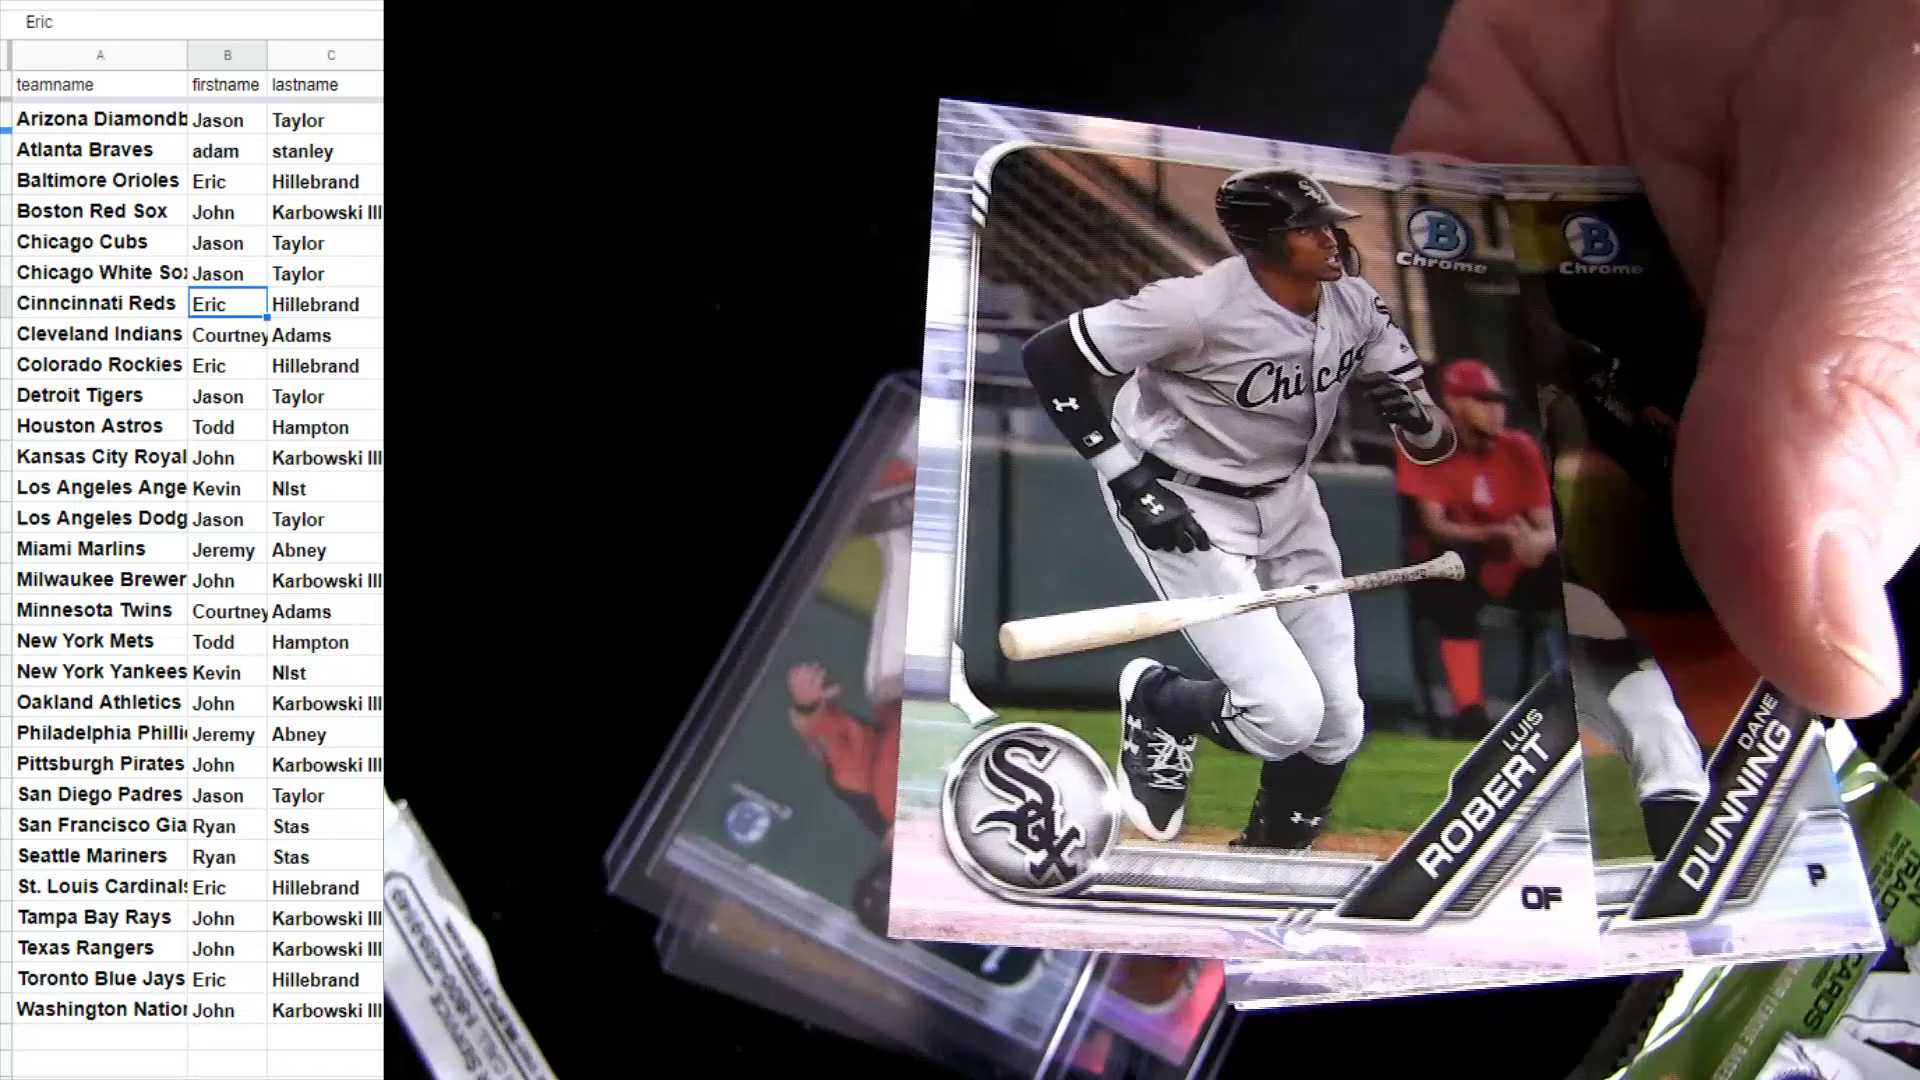 Eric
A B C
teamname firstname lastname
Arizona Diamondb Jason Taylor
Atlanta Braves adam stanley
Baltimore Orioles Eric Hillebrand
Boston Red Sox John Karbowski III
Chicago Cubs Jason Taylor
Chicago White Sox Jason Taylor
Cinncinnati Reds Eric Hillebrand
Cleveland Indians Courtney Adams
Colorado Rockies Eric Hillebrand
Detroit Tigers Jason Taylor
Houston Astros Todd Hampton
Kansas City Royal John Karbowski III
Los Angeles Ange Kevin NIst
Los Angeles Dodg Jason Taylor
Miami Marlins Jeremy Abney
Milwaukee Brewer John Karbowski III
Minnesota Twins Courtney Adams
New York Mets Todd Hampton
New York Yankees Kevin NIst
Oakland Athletics John Karbowski III
Philadelphia Phillie Jeremy Abney
Pittsburgh Pirates John Karbowski III
San Diego Padres Jason Taylor
San Francisco Gia Ryan Stas
Seattle Mariners Ryan Stas
St. Louis Cardinals Eric Hillebrand
Tampa Bay Rays John Karbowski III
Texas Rangers John Karbowski III
Toronto Blue Jays Eric Hillebrand
Washington Nation John Karbowski III
B
Chrome
Chicago
Sox
LUIS
ROBERT
OF
B
Chrome
DANE
DUNNING
P
CARDS